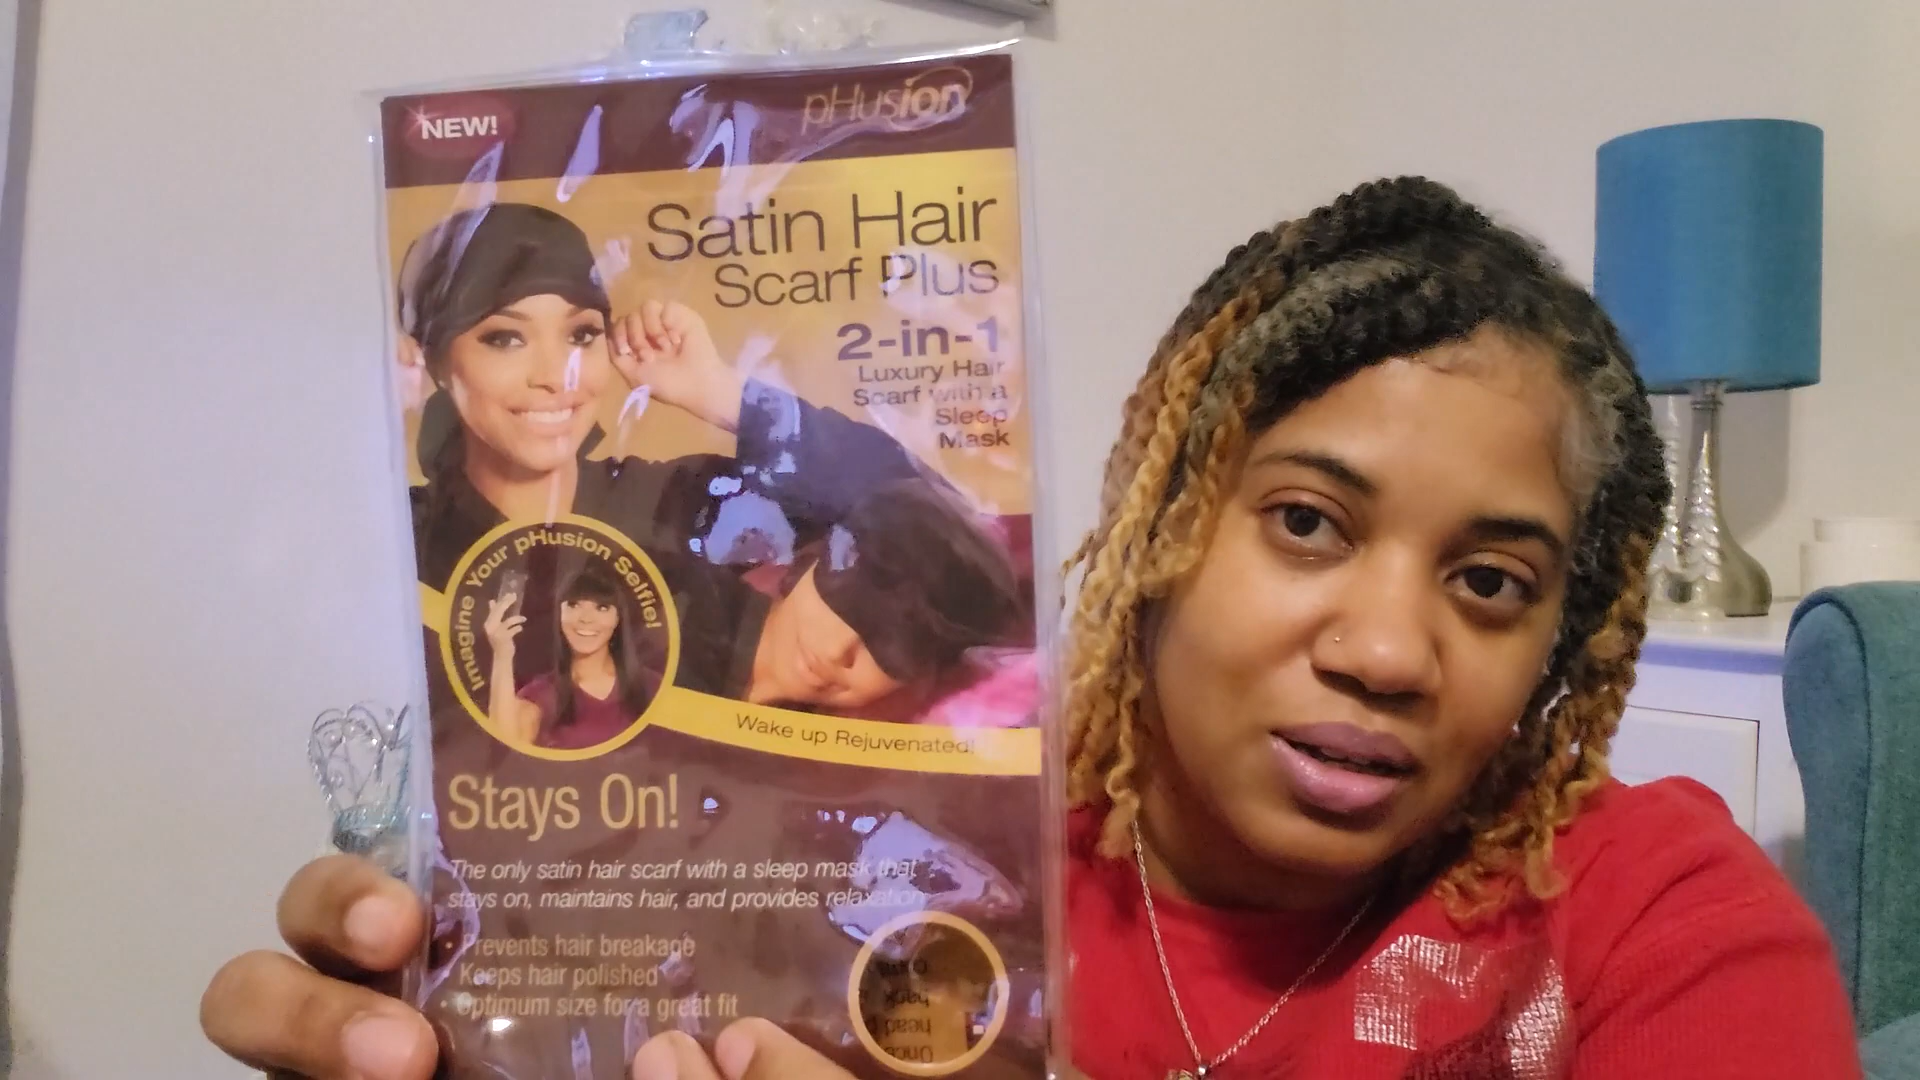 NEW!
pHusion
Satin Hair
Scarf Plus
2-in-1
Luxury Hair
Scarf with a
Sleep
Mask
Imagine Your pHusion Selfie!
Wake up Rejuvenated!
Stays On!
The only satin hair scarf with a sleep mask that
stays on, maintains hair, and provides relaxation
• Prevents hair breakage
• Keeps hair polished
• Optimum size for a great fit